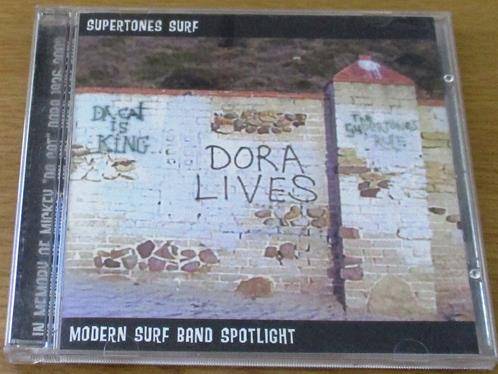 SUPERTONES SURF
DA CAT
IS
KING
DORA
LIVES
THE
SUPERTONES
RULE
MODERN SURF BAND SPOTLIGHT
IN MEMORY OF MICKEY "DA CAT" DORA